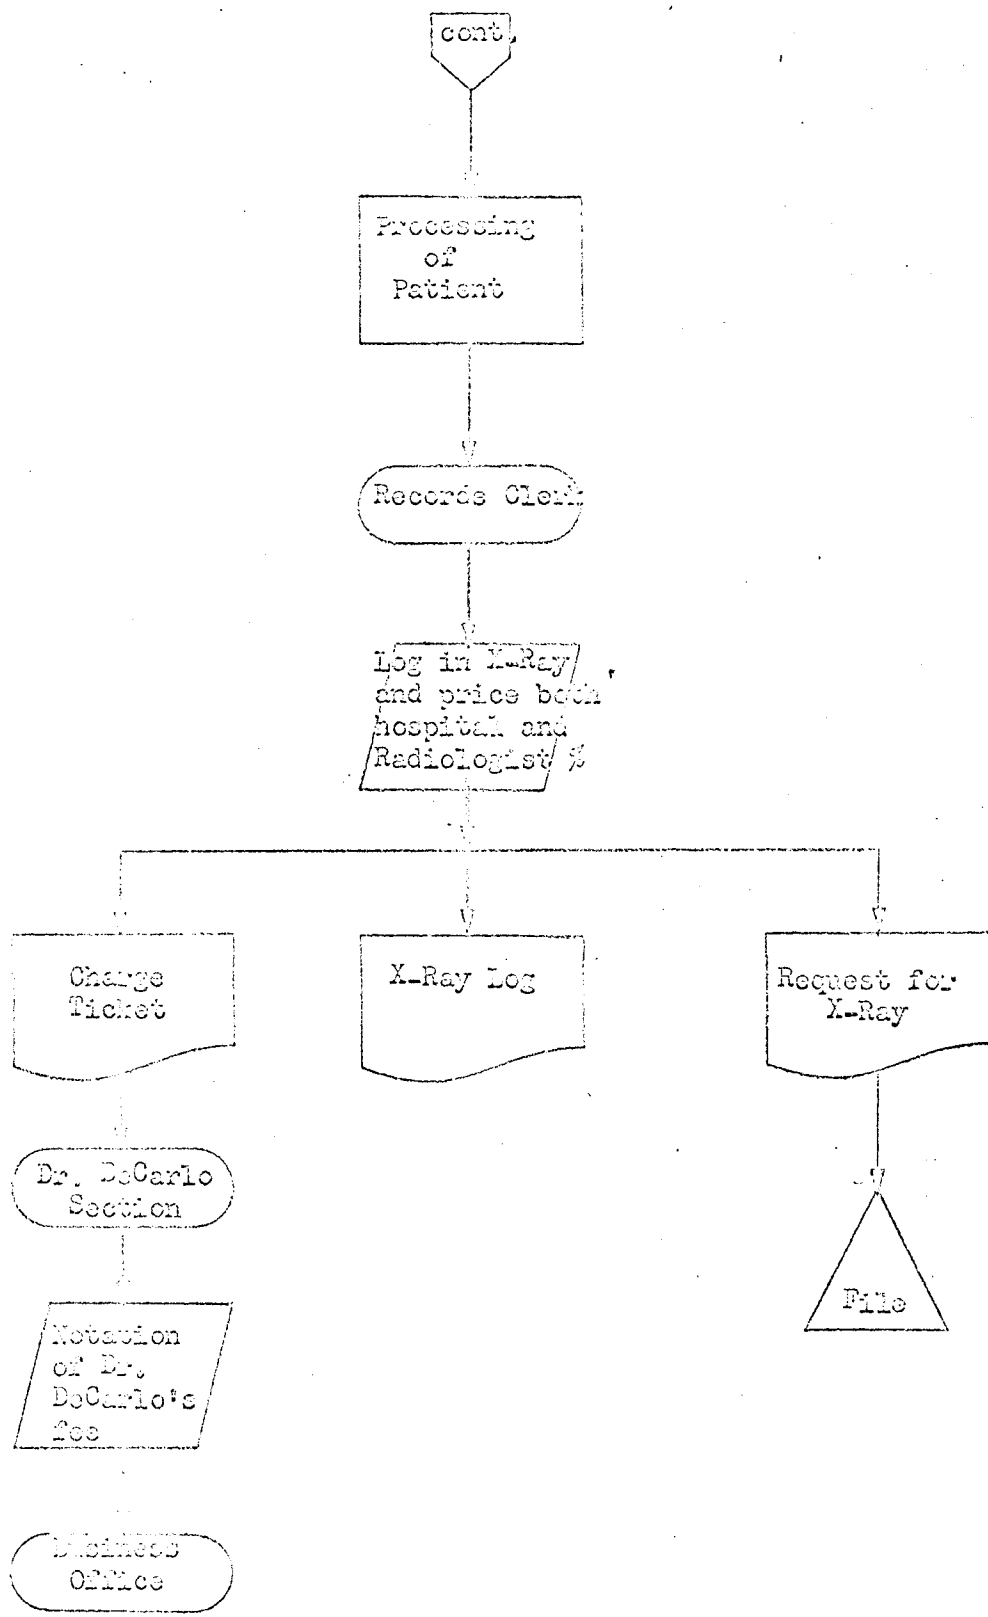 cont.
Processing
of
Patient
Records Clerk
Log in X-Ray
and price both
hospital and
Radiologist %
Charge
Ticket
X-Ray Log
Request for
X-Ray
Dr. DeCarlo
Section
File
Notation
of Dr.
DeCarlo's
fee
Business
Office